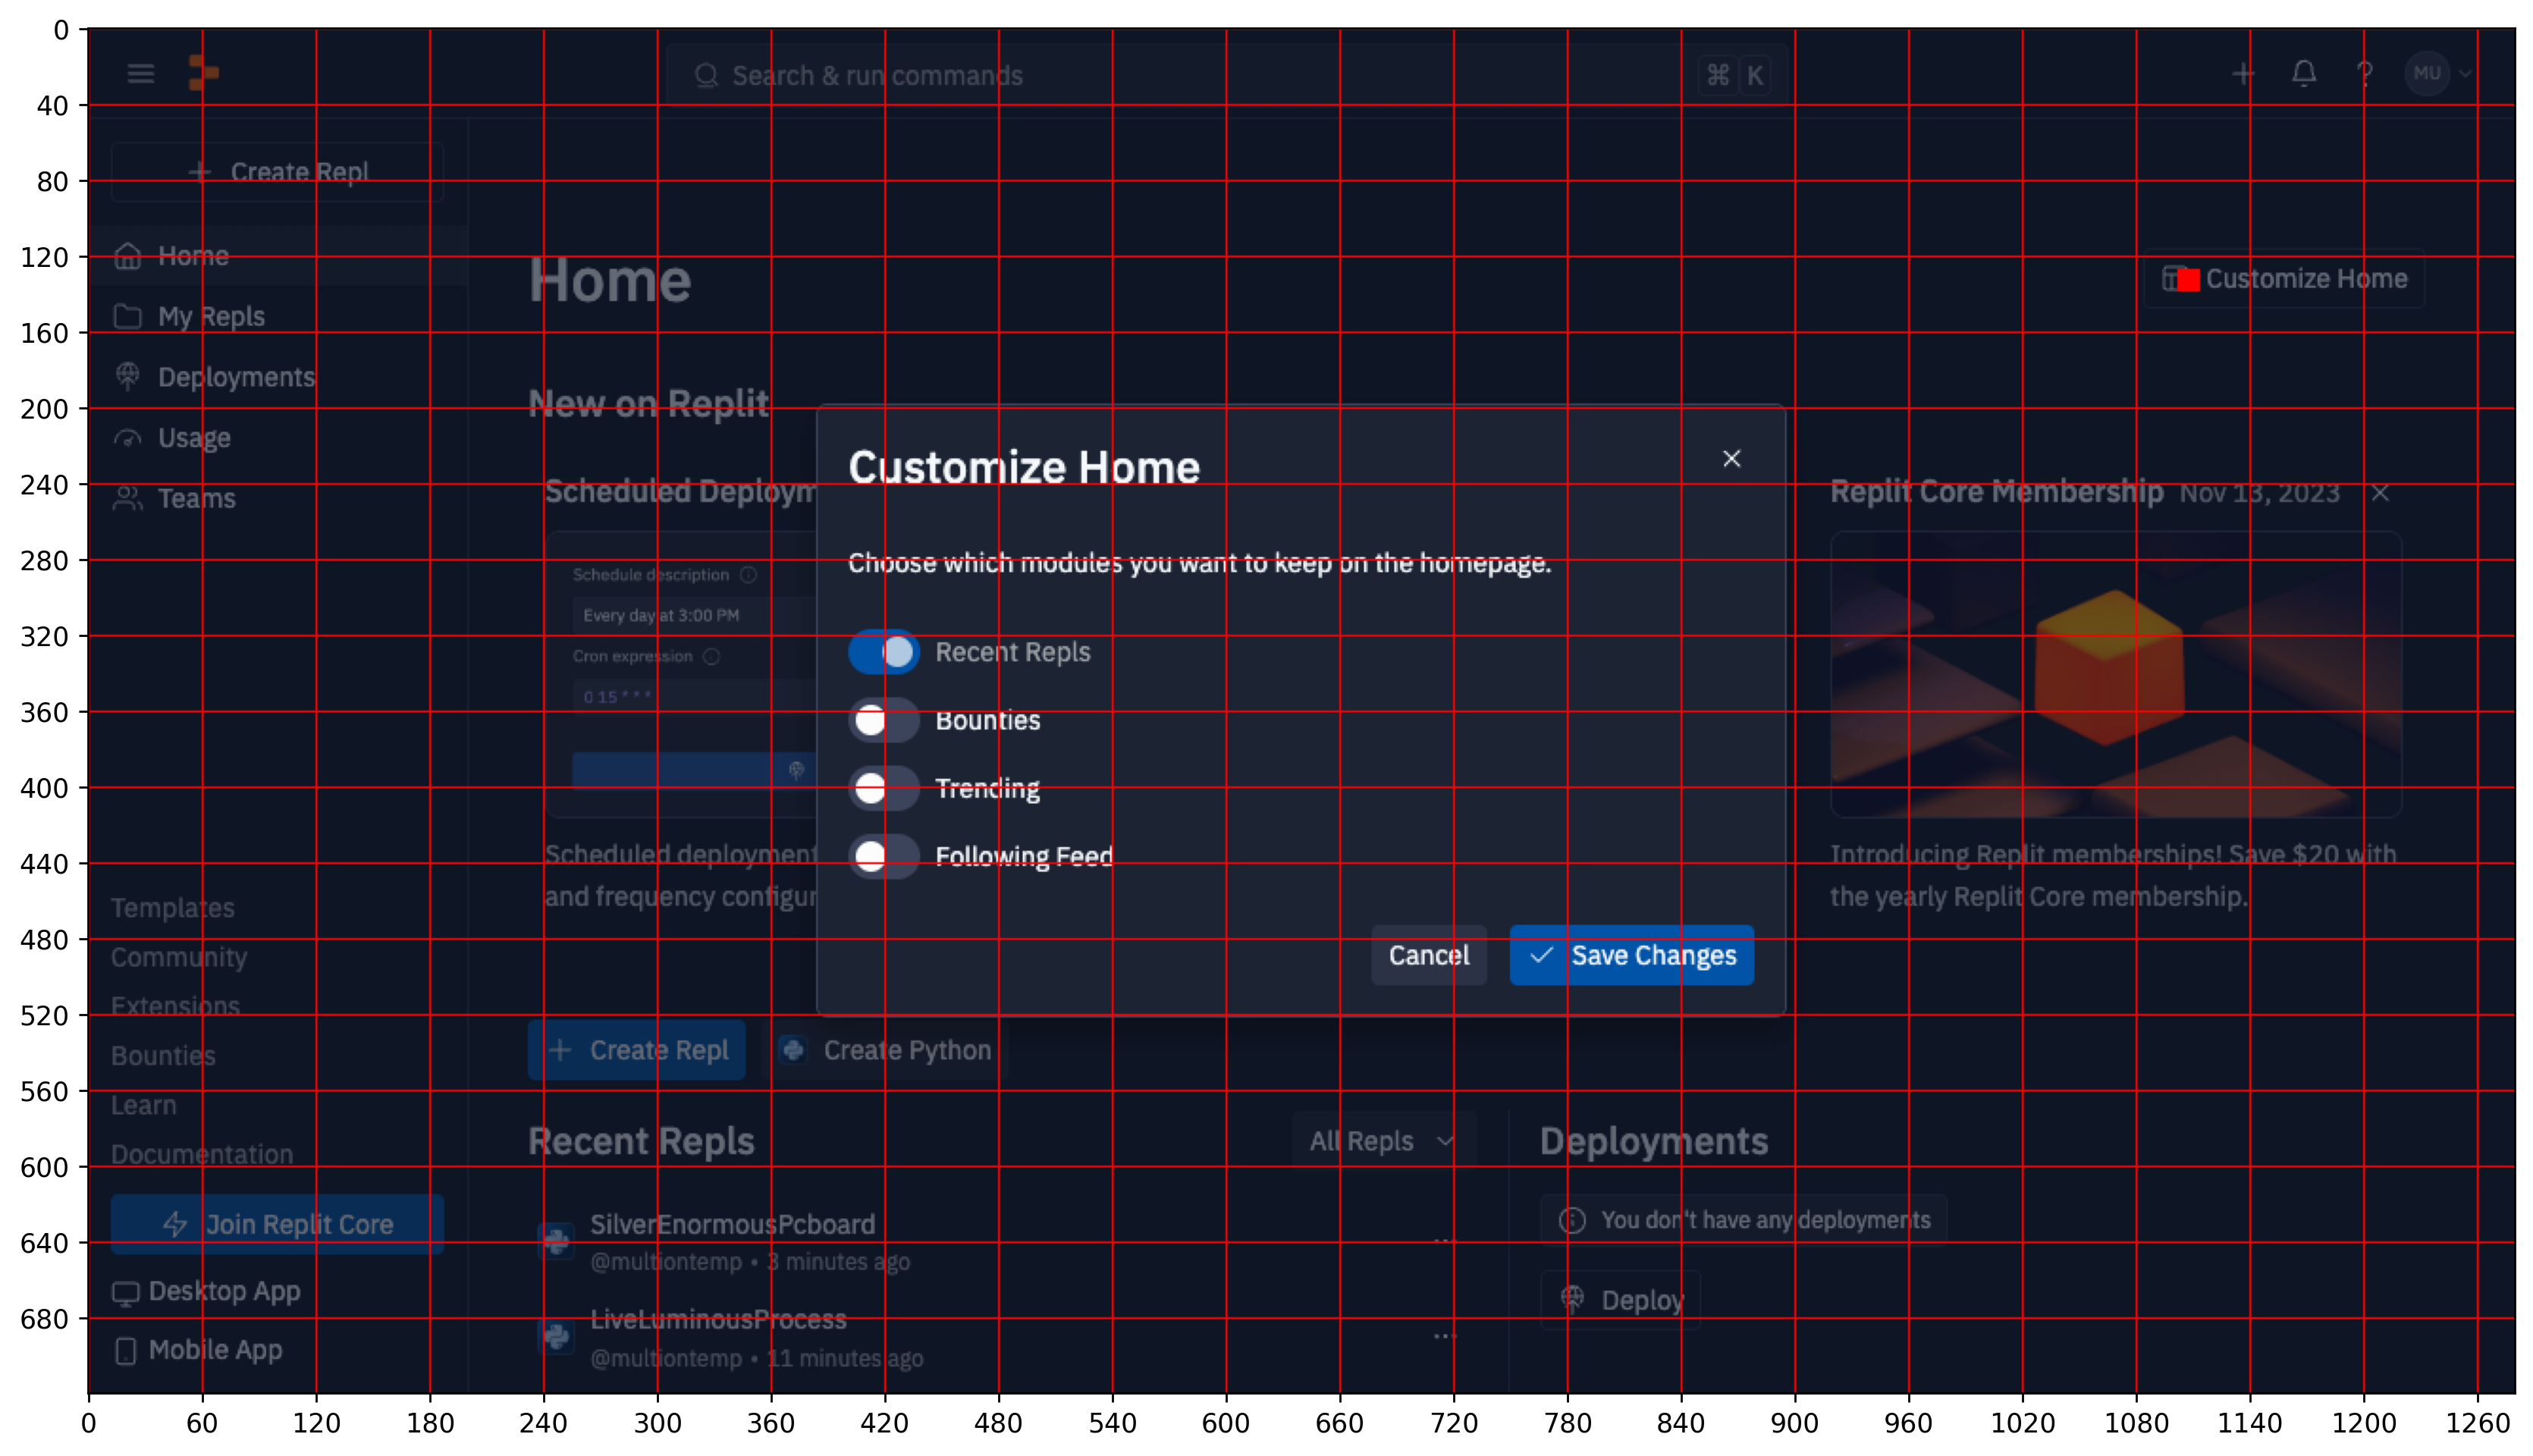 Search & run commands
⌘ K
MU
Create Repl
Home
My Repls
Deployments
Usage
Teams
Templates
Community
Extensions
Bounties
Learn
Documentation
Join Replit Core
Desktop App
Mobile App
Home
Customize Home
New on Replit
Scheduled Deploym
Schedule description
Every day at 3:00 PM
Cron expression
0 15 * * *
Scheduled deployment
and frequency configur
Customize Home
Choose which modules you want to keep on the homepage.
Recent Repls
Bounties
Trending
Following Feed
Cancel
Save Changes
Replit Core Membership Nov 13, 2023
Introducing Replit memberships! Save $20 with
the yearly Replit Core membership.
Create Repl
Create Python
Recent Repls
All Repls
SilverEnormousPcboard
@multiontemp • 3 minutes ago
LiveLuminousProcess
@multiontemp • 11 minutes ago
Deployments
You don't have any deployments
Deploy
0
40
80
120
160
200
240
280
320
360
400
440
480
520
560
600
640
680
0 60 120 180 240 300 360 420 480 540 600 660 720 780 840 900 960 1020 1080 1140 1200 1260